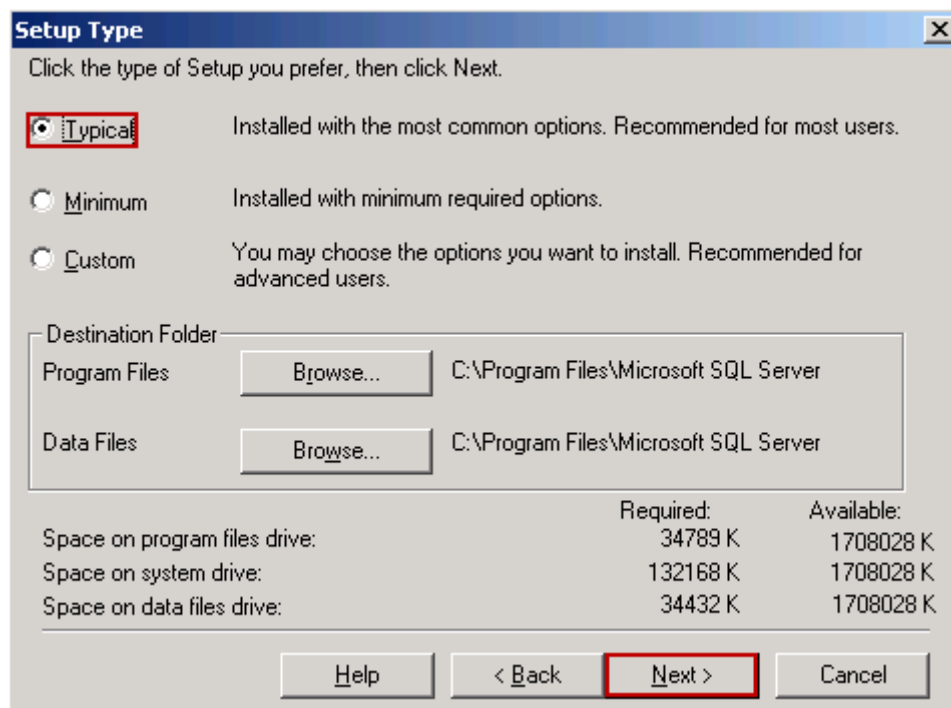 Setup Type
Click the type of Setup you prefer, then click Next.
Typical Installed with the most common options. Recommended for most users.
Minimum Installed with minimum required options.
Custom You may choose the options you want to install. Recommended for
advanced users.
Destination Folder
Program Files Browse... C:\Program Files\Microsoft SQL Server
Data Files Browse... C:\Program Files\Microsoft SQL Server
Required: Available:
Space on program files drive: 34789 K 1708028 K
Space on system drive: 132168 K 1708028 K
Space on data files drive: 34432 K 1708028 K
Help < Back Next > Cancel